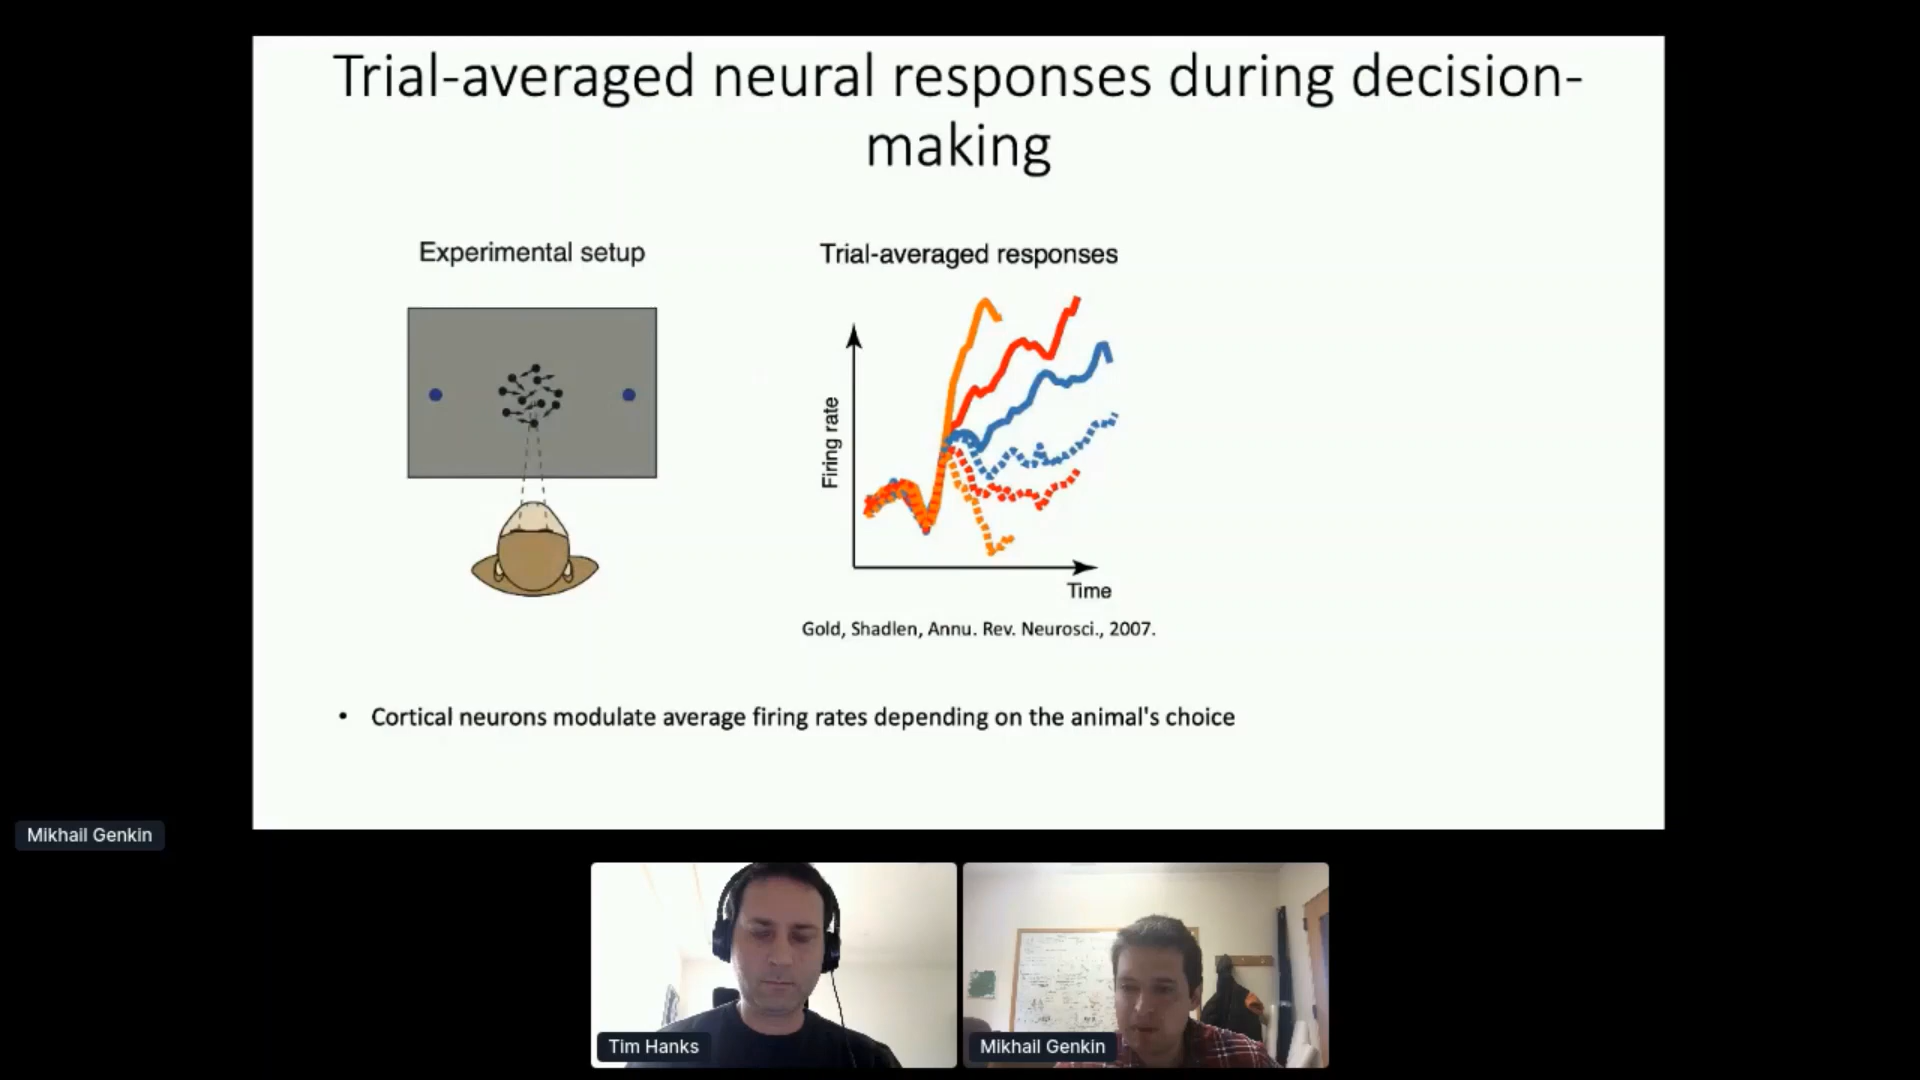 Trial-averaged neural responses during decision-
making
Experimental setup
Trial-averaged responses
Firing rate
Time
Gold, Shadlen, Annu. Rev. Neurosci., 2007.
• Cortical neurons modulate average firing rates depending on the animal's choice
Mikhail Genkin
Tim Hanks
Mikhail Genkin